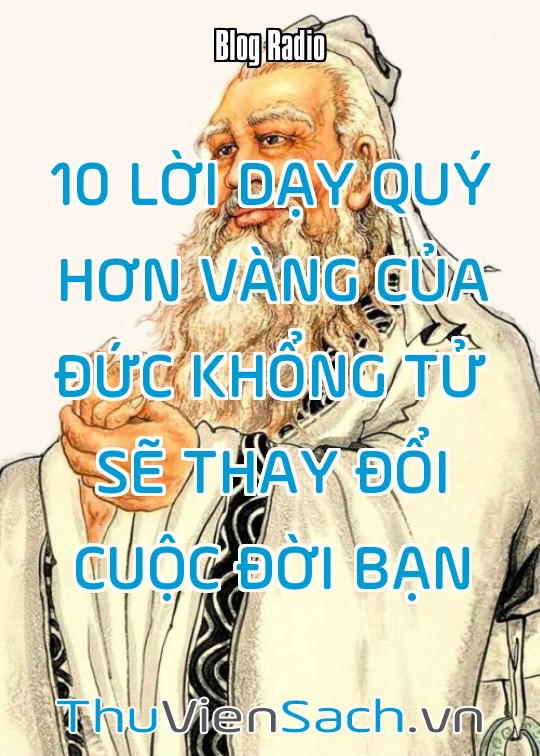 Blog Radio
10 LỜI DẠY QUÝ
HƠN VÀNG CỦA
ĐỨC KHỔNG TỬ
SẼ THAY ĐỔI
CUỘC ĐỜI BẠN
ThuVienSach.vn